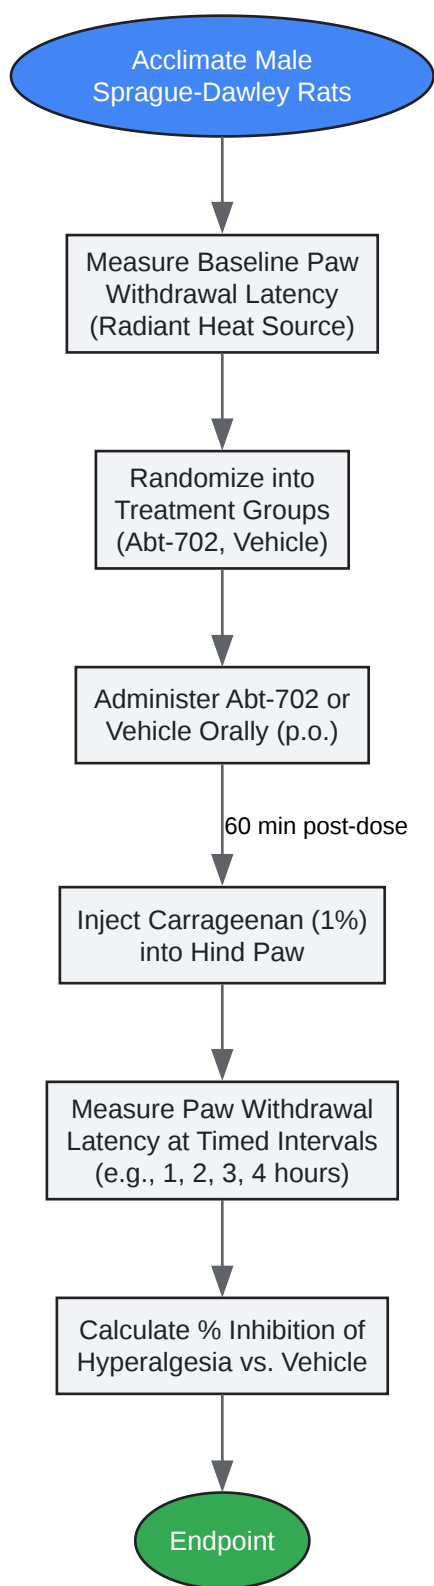 Acclimate Male
Sprague-Dawley Rats
Measure Baseline Paw
Withdrawal Latency
(Radiant Heat Source)
Randomize into
Treatment Groups
(Abt-702, Vehicle)
Administer Abt-702 or
Vehicle Orally (p.o.)
60 min post-dose
Inject Carrageenan (1%)
into Hind Paw
Measure Paw Withdrawal
Latency at Timed Intervals
(e.g., 1, 2, 3, 4 hours)
Calculate % Inhibition of
Hyperalgesia vs. Vehicle
Endpoint